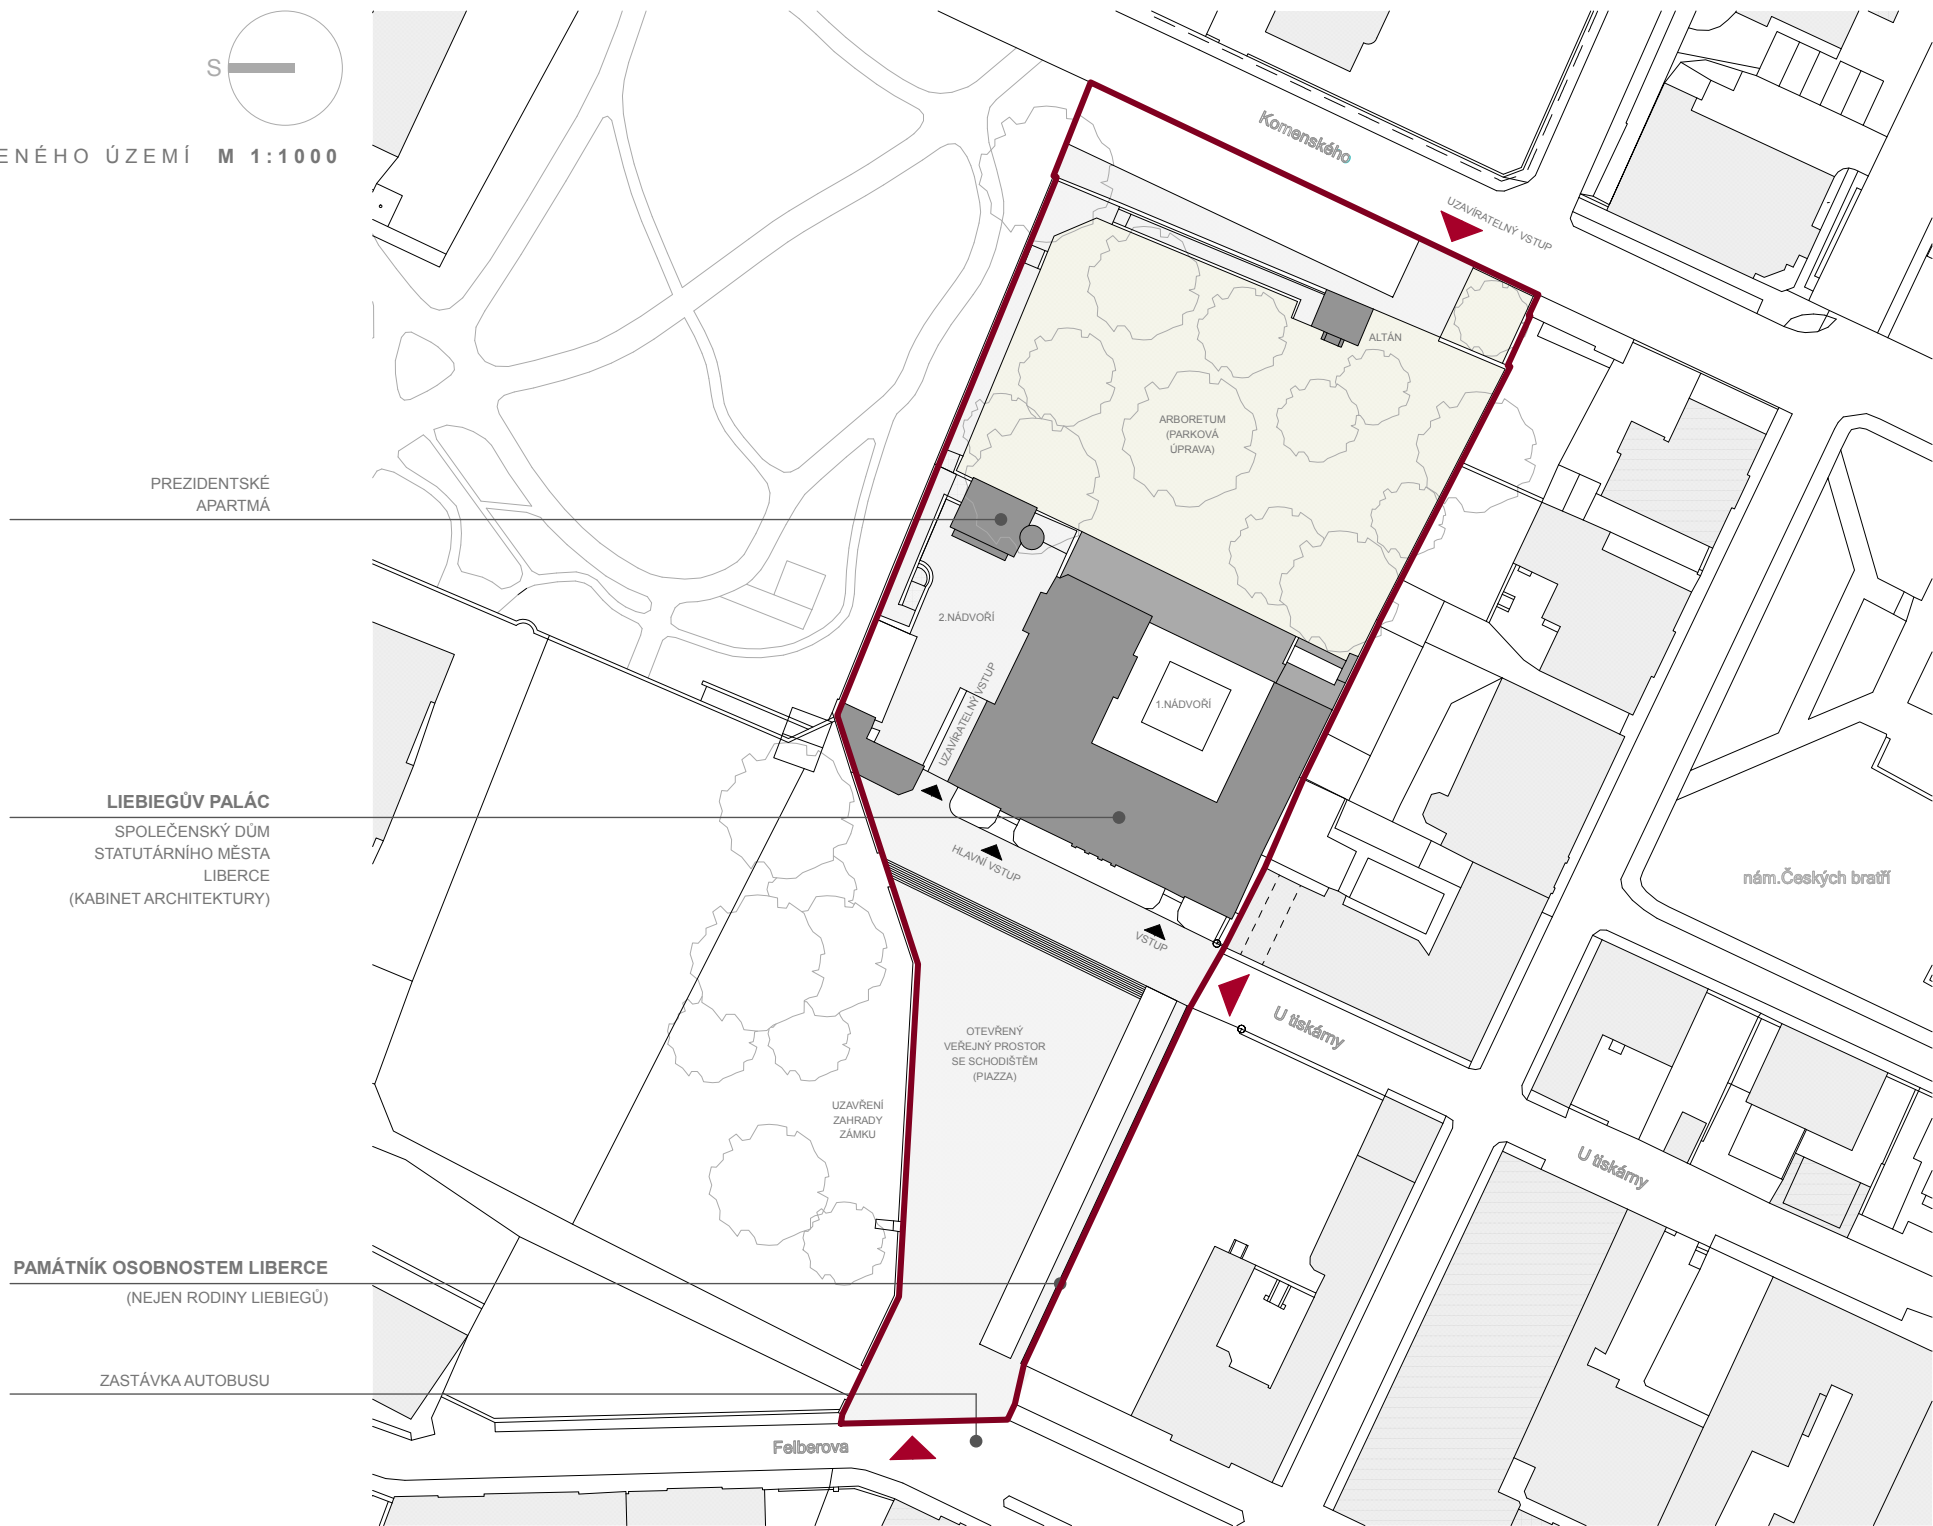 S
ENÉHO ÚZEMÍ M 1:1000
Komenského
UZAVÍRATELNÝ VSTUP
ALTÁN
ARBORETUM
(PARKOVÁ
ÚPRAVA)
PREZIDENTSKÉ
APARTMÁ
2.NÁDVOŘÍ
UZAVÍRATELNÝ VSTUP
1.NÁDVOŘÍ
LIEBIEGŮV PALÁC
SPOLEČENSKÝ DŮM
STATUTÁRNÍHO MĚSTA
LIBERCE
(KABINET ARCHITEKTURY)
HLAVNÍ VSTUP
VSTUP
nám.Českých bratří
U tiskárny
OTEVŘENÝ
VEŘEJNÝ PROSTOR
SE SCHODIŠTĚM
(PIAZZA)
UZAVŘENÍ
ZAHRADY
ZÁMKU
U tiskárny
PAMÁTNÍK OSOBNOSTEM LIBERCE
(NEJEN RODINY LIEBIEGŮ)
ZASTÁVKA AUTOBUSU
Felberova